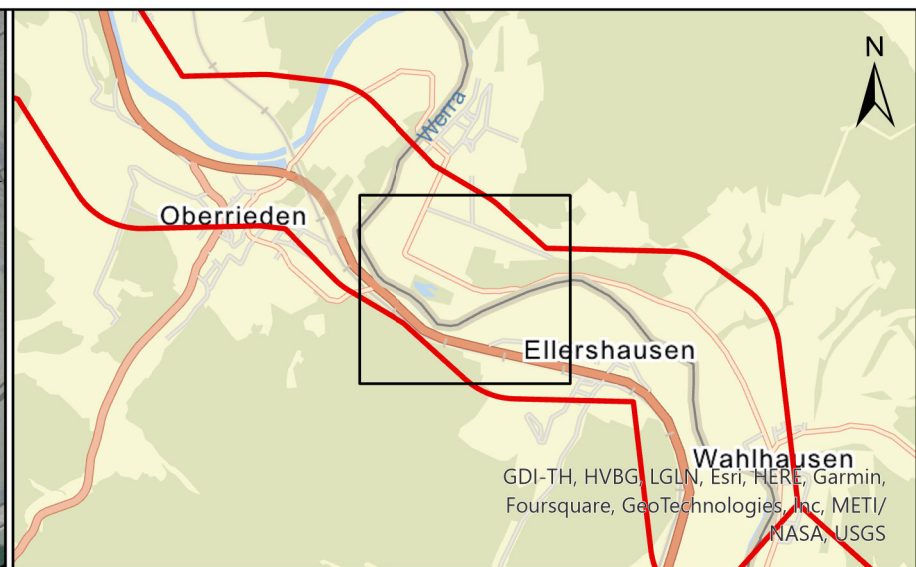 N
Werra
Oberrieden
Ellershausen
Wahlhausen
GDI-TH, HVBG, LGLN, Esri, HERE, Garmin,
Foursquare, GeoTechnologies, Inc, METI/
NASA, USGS